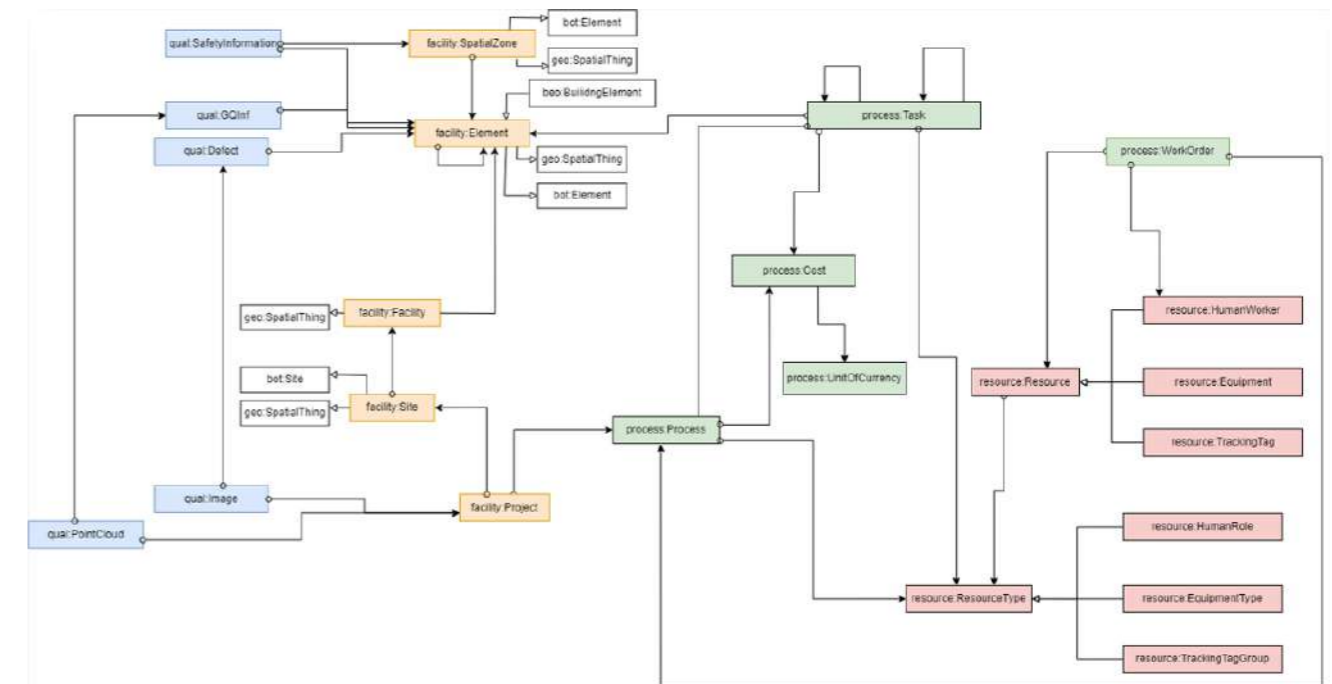 bot:Element
qual:SafetyInformation
facility:SpatialZone
geo:SpatialThing
beo:BuilidngElement
qual:GQInf
process:Task
facility:Element
qual:Defect
geo:SpatialThing
process:WorkOrder
bot:Element
process:Cost
geo:SpatialThing
facility:Facility
resource:HumanWorker
bot:Site
process:UnitOfCurrency
resource:Resource
resource:Equipment
geo:SpatialThing
facility:Site
process:Process
resource:TrackingTag
qual:Image
facility:Project
qual:PointCloud
resource:HumanRole
resource:ResourceType
resource:EquipmentType
resource:TrackingTagGroup